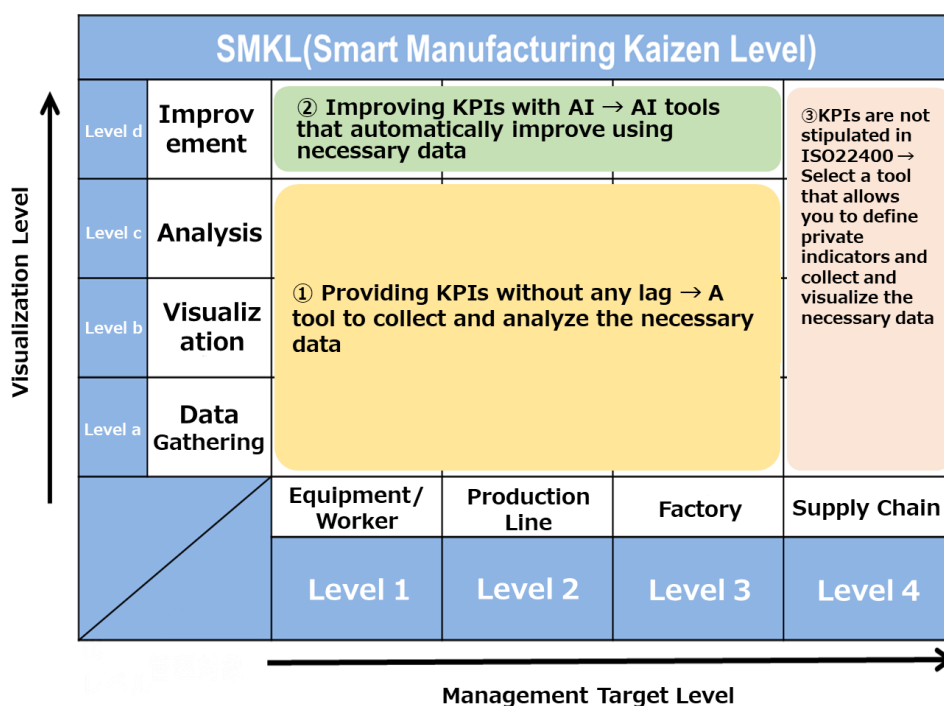 SMKL(Smart Manufacturing Kaizen Level)
Visualization Level
Level d
Improv
ement
② Improving KPIs with AI → AI tools
that automatically improve using
necessary data
③KPIs are not
stipulated in
ISO22400 →
Select a tool
that allows
you to define
private
indicators and
collect and
visualize the
necessary data
Level c
Analysis
① Providing KPIs without any lag → A
tool to collect and analyze the necessary
data
Level b
Visualiz
ation
Level a
Data
Gathering
Equipment/
Worker
Production
Line
Factory
Supply Chain
Level 1
Level 2
Level 3
Level 4
Management Target Level